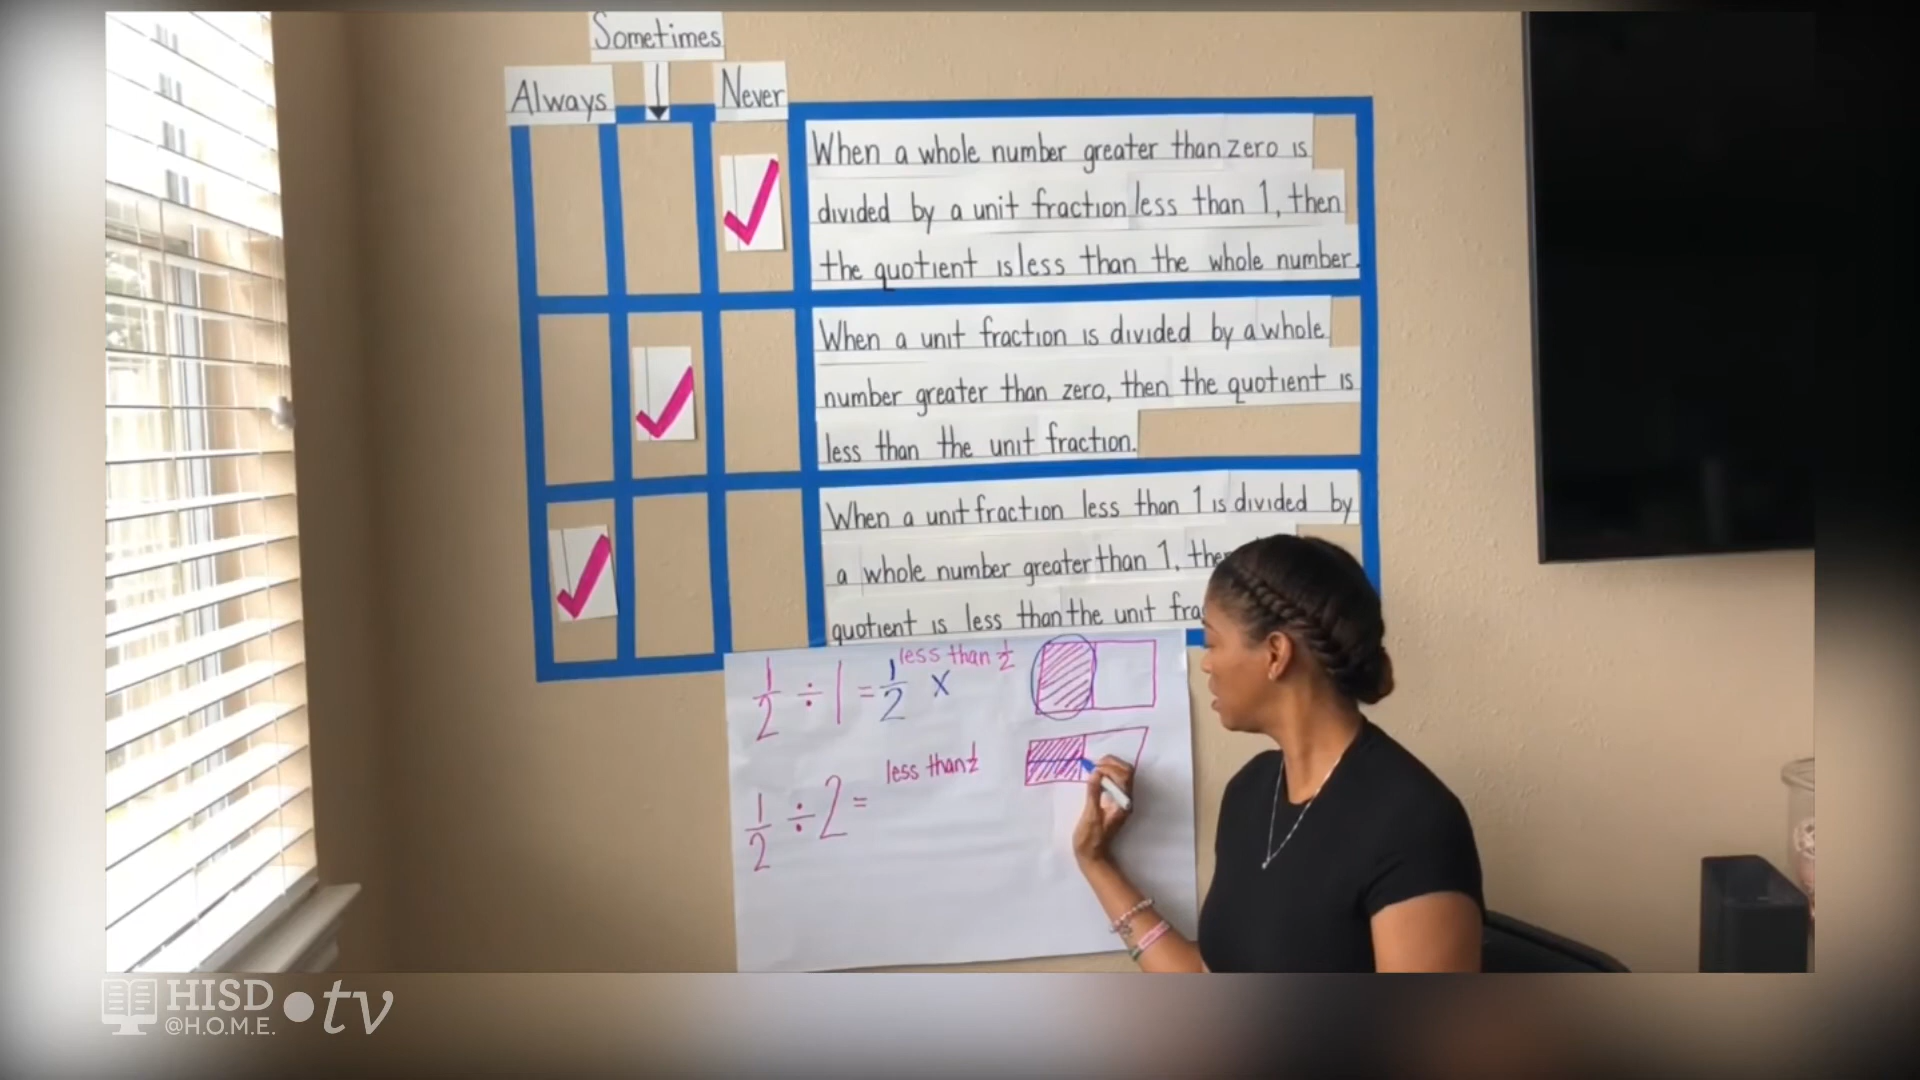 Sometimes
Always
Never
When a whole number greater than zero is
divided by a unit fraction less than 1, then
the quotient is less than the whole number.
When a unit fraction is divided by a whole
number greater than zero, then the quotient is
less than the unit fraction.
When a unit fraction less than 1 is divided by
a whole number greater than 1, the
quotient is less than the unit fra
less than 1/2
1/2 ÷ 1 = 1/2 X
less than 1/2
1/2 ÷ 2 =
HISD
@H.O.M.E.
•tv